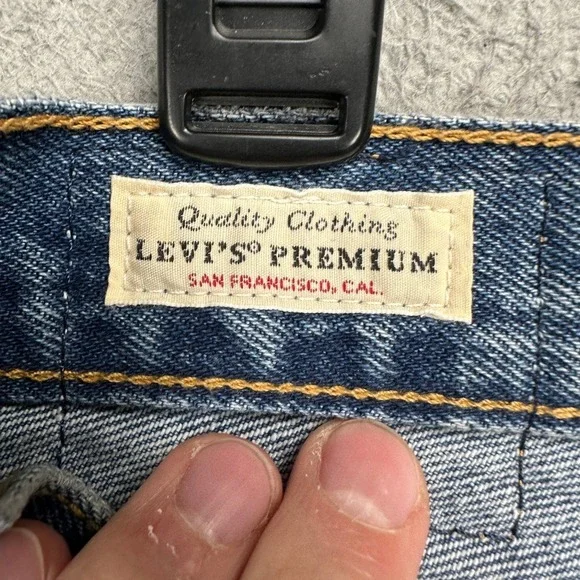 Quality Clothing
LEVI'S® PREMIUM
SAN FRANCISCO, CAL.